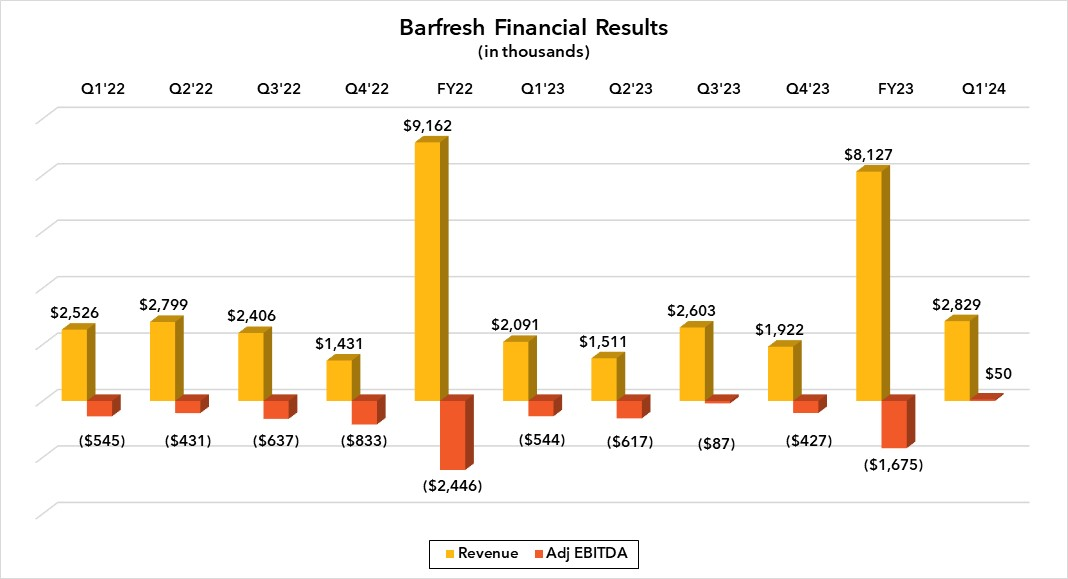 Barfresh Financial Results
(in thousands)
Q1'22 Q2'22 Q3'22 Q4'22 FY22 Q1'23 Q2'23 Q3'23 Q4'23 FY23 Q1'24
$9,162
$8,127
$2,526 $2,799 $2,406 $1,431 $2,091 $1,511 $2,603 $1,922 $2,829
$50
($545) ($431) ($637) ($833) ($544) ($617) ($87) ($427)
($1,675)
($2,446)
Revenue Adj EBITDA